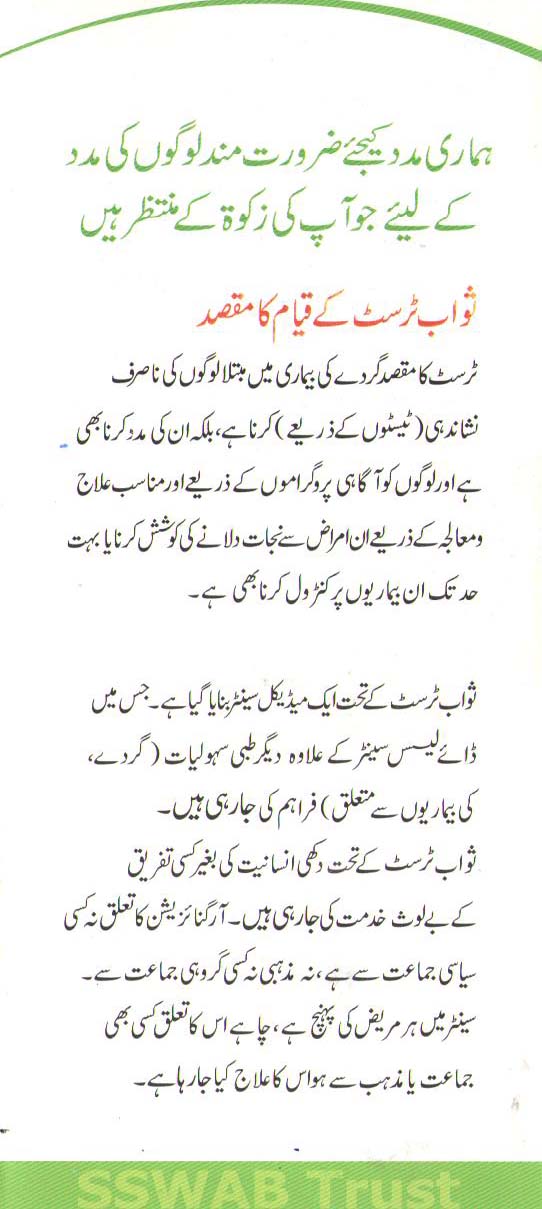 ہماری مدد کیجئے ضرورت مند لوگوں کی مدد
کے لیئے جو آپ کی زکوۃ کے منتظر ہیں
ثواب ٹرسٹ کے قیام کا مقصد
ٹرسٹ کا مقصد گردے کی بیماری میں مبتلا لوگوں کی ناصرف
نشاندہی (ٹیسٹوں کے ذریعے) کرنا ہے، بلکہ ان کی مدد کرنا بھی
ہے اور لوگوں کو آگاہی پروگراموں کے ذریعے اور مناسب علاج
ومعالجہ کے ذریعے ان امراض سے نجات دلانے کی کوشش کرنا یا بہت
حد تک ان بیماریوں پر کنٹرول کرنا بھی ہے۔
ثواب ٹرسٹ کے تحت ایک میڈیکل سینٹر بنایا گیا ہے۔ جس میں
ڈائے لیسس سینٹر کے علاوہ دیگر طبی سہولیات (گردے،
کی بیماریوں سے متعلق) فراہم کی جارہی ہیں۔
ثواب ٹرسٹ کے تحت دکھی انسانیت کی بغیر کسی تفریق
کے بے لوث خدمت کی جارہی ہیں۔ آرگنائزیشن کا تعلق نہ کسی
سیاسی جماعت سے ہے، نہ مذہبی نہ کسی گروہی جماعت سے۔
سینٹر میں ہر مریض کی پہنچ ہے، چاہے اس کا تعلق کسی بھی
جماعت یا مذہب سے ہو اس کا علاج کیا جارہا ہے۔
SSWAB Trust